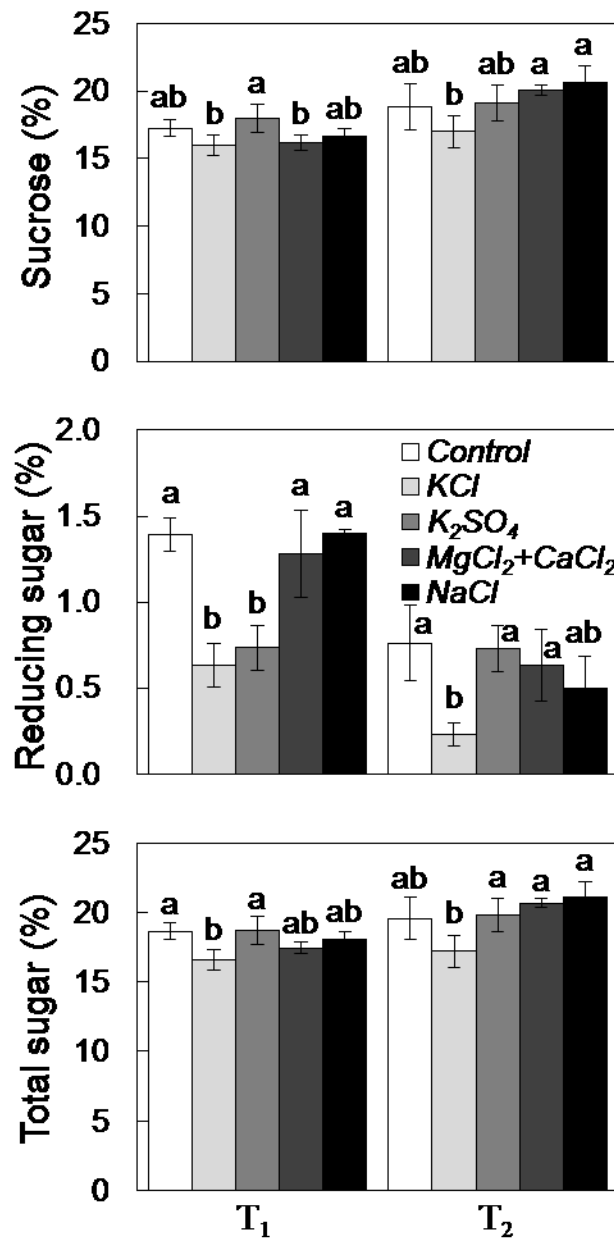 Sucrose (%)
25
20
15
10
5
0
ab
b
a
b
ab
ab
b
ab
a
a
Reducing sugar (%)
2.0
1.5
1.0
0.5
0.0
a
b
b
a
a
a
b
a
a
ab
Control
KCl
K₂SO₄
MgCl₂+CaCl₂
NaCl
Total sugar (%)
25
20
15
10
5
0
a
b
a
ab
ab
ab
b
a
a
a
T₁
T₂